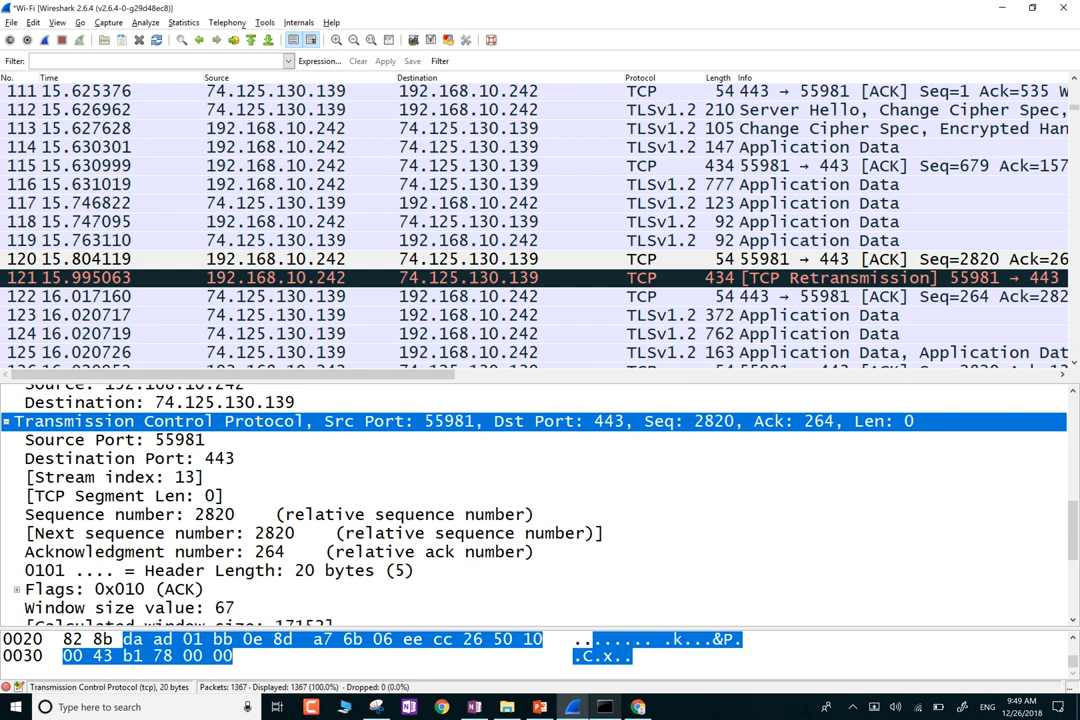 *Wi-Fi [Wireshark 2.6.4 (v2.6.4-0-g29d48ec8)]
File Edit View Go Capture Analyze Statistics Telephony Tools Internals Help
Filter: Expression... Clear Apply Save Filter
No. Time Source Destination Protocol Length Info
111 15.625376 74.125.130.139 192.168.10.242 TCP 54 443 → 55981 [ACK] Seq=1 Ack=535 W
112 15.626962 74.125.130.139 192.168.10.242 TLSv1.2 210 Server Hello, Change Cipher Spec,
113 15.627628 192.168.10.242 74.125.130.139 TLSv1.2 105 Change Cipher Spec, Encrypted Han
114 15.630301 192.168.10.242 74.125.130.139 TLSv1.2 147 Application Data
115 15.630999 192.168.10.242 74.125.130.139 TCP 434 55981 → 443 [ACK] Seq=679 Ack=157
116 15.631019 192.168.10.242 74.125.130.139 TLSv1.2 777 Application Data
117 15.746822 74.125.130.139 192.168.10.242 TLSv1.2 123 Application Data
118 15.747095 192.168.10.242 74.125.130.139 TLSv1.2 92 Application Data
119 15.763110 74.125.130.139 192.168.10.242 TLSv1.2 92 Application Data
120 15.804119 192.168.10.242 74.125.130.139 TCP 54 55981 → 443 [ACK] Seq=2820 Ack=26
121 15.995063 192.168.10.242 74.125.130.139 TCP 434 [TCP Retransmission] 55981 → 443
122 16.017160 74.125.130.139 192.168.10.242 TCP 54 443 → 55981 [ACK] Seq=264 Ack=282
123 16.020717 74.125.130.139 192.168.10.242 TLSv1.2 372 Application Data
124 16.020719 74.125.130.139 192.168.10.242 TLSv1.2 762 Application Data
125 16.020726 74.125.130.139 192.168.10.242 TLSv1.2 163 Application Data, Application Dat
Source: 192.168.10.242
Destination: 74.125.130.139
Transmission Control Protocol, Src Port: 55981, Dst Port: 443, Seq: 2820, Ack: 264, Len: 0
Source Port: 55981
Destination Port: 443
[Stream index: 13]
[TCP Segment Len: 0]
Sequence number: 2820 (relative sequence number)
[Next sequence number: 2820 (relative sequence number)]
Acknowledgment number: 264 (relative ack number)
0101 .... = Header Length: 20 bytes (5)
Flags: 0x010 (ACK)
Window size value: 67
[Calculated window size: 17152]
0020 82 8b da ad 01 bb 0e 8d a7 6b 06 ee cc 26 50 10 ........ .k...&P.
0030 00 43 b1 78 00 00 .C.x..
Transmission Control Protocol (tcp), 20 bytes Packets: 1367 · Displayed: 1367 (100.0%) · Dropped: 0 (0.0%)
Type here to search
ENG
9:49 AM
12/26/2018